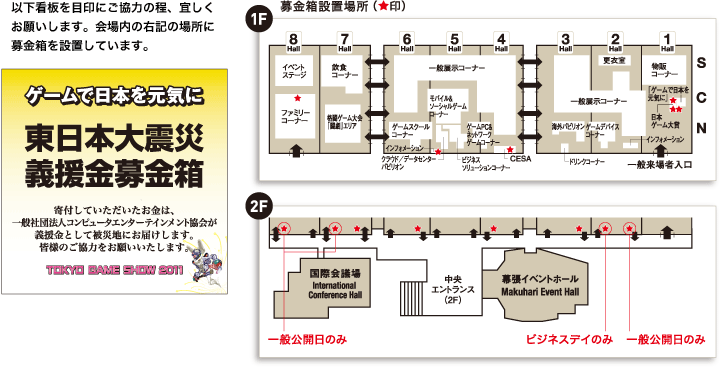 以下看板を目印にご協力の程、宜しく
お願いします。会場内の右記の場所に
募金箱を設置しています。
ゲームで日本を元気に
東日本大震災
義援金募金箱
寄付していただいたお金は、
一般社団法人コンピュータエンターテインメント協会が
義援金として被災地にお届けします。
皆様のご協力をお願いいたします。
TOKYO GAME SHOW 2011
募金箱設置場所（★印）
1F
8 Hall
7 Hall
6 Hall
5 Hall
4 Hall
3 Hall
2 Hall
1 Hall
イベント
ステージ
ファミリー
コーナー
飲食
コーナー
格闘ゲーム大会
「闘劇」エリア
一般展示コーナー
モバイル&
ソーシャルゲーム
コーナー
ゲームスクール
コーナー
ゲームPC&
ネットワーク
ゲームコーナー
インフォメーション
クラウド／データセンター
パビリオン
ビジネス
ソリューションコーナー
CESA
更衣室
一般展示コーナー
海外パビリオン
ゲームデバイス
コーナー
ドリンクコーナー
物販
コーナー
「ゲームで日本を
元気に」
日本
ゲーム大賞
インフォメーション
一般来場者入口
S
C
N
2F
国際会議場
International
Conference Hall
中央
エントランス
（2F）
幕張イベントホール
Makuhari Event Hall
一般公開日のみ
ビジネスデイのみ
一般公開日のみ